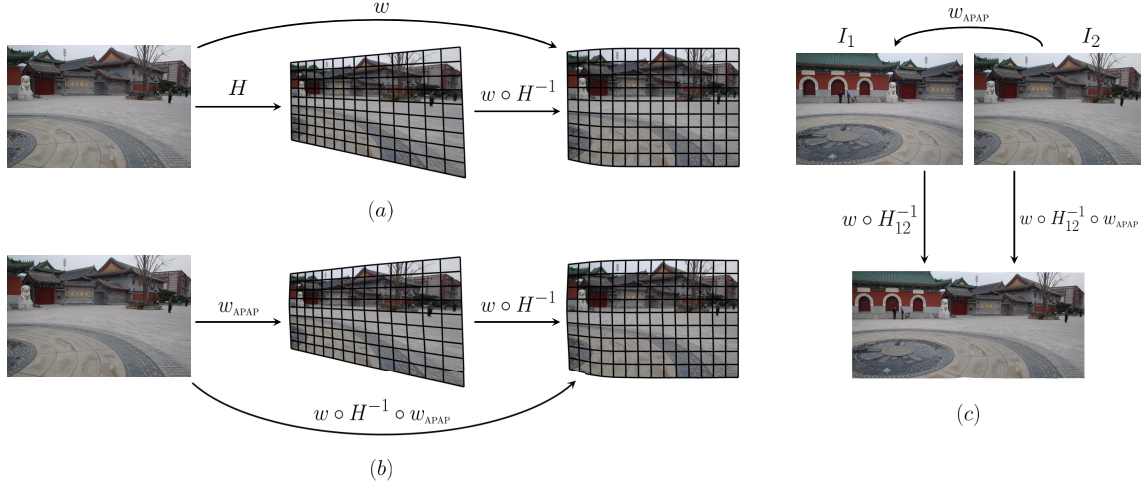 w
H
w ∘ H⁻¹
(a)
w_APAP
w ∘ H⁻¹
w ∘ H⁻¹ ∘ w_APAP
(b)
w_APAP
I₁
I₂
w ∘ H₁₂⁻¹
w ∘ H₁₂⁻¹ ∘ w_APAP
(c)